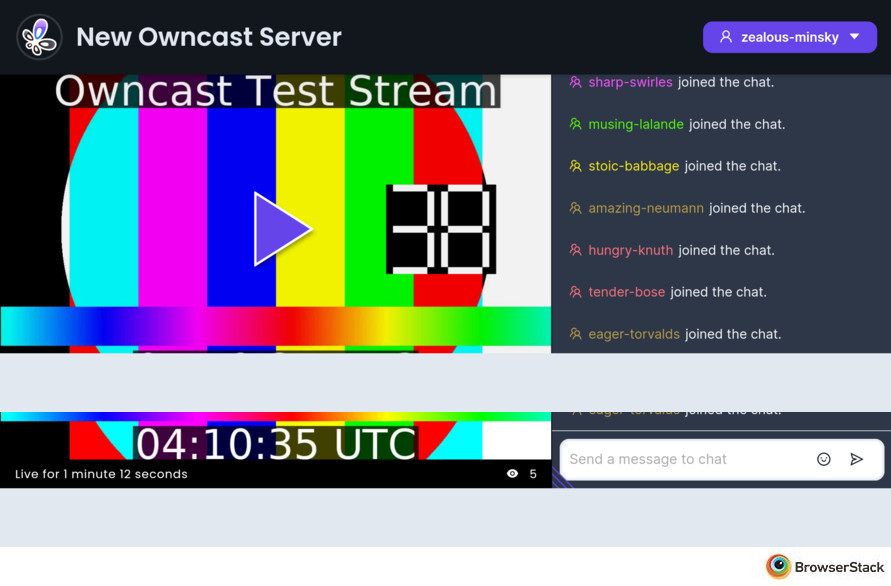 New Owncast Server
zealous-minsky
Owncast Test Stream
sharp-swirles joined the chat.
musing-lalande joined the chat.
stoic-babbage joined the chat.
amazing-neumann joined the chat.
hungry-knuth joined the chat.
tender-bose joined the chat.
eager-torvalds joined the chat.
eager-torvalds joined the chat.
04:10:35 UTC
Live for 1 minute 12 seconds
5
Send a message to chat
BrowserStack